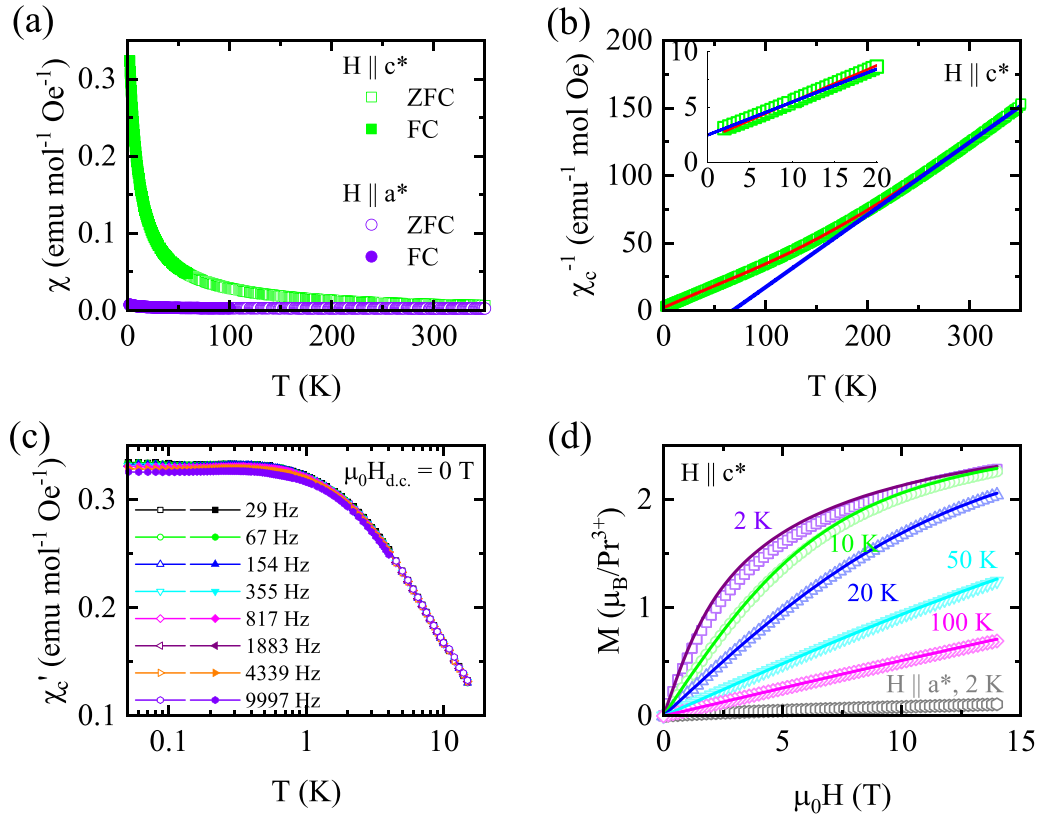 (a)
χ (emu mol⁻¹ Oe⁻¹)
0.3
0.2
0.1
0.0
H || c*
ZFC
FC
H || a*
ZFC
FC
0 100 200 300
T (K)
(b)
χc⁻¹ (emu⁻¹ mol Oe)
200
150
100
50
0
H || c*
10
5
0
0 5 10 15 20
0 100 200 300
T (K)
(c)
χc' (emu mol⁻¹ Oe⁻¹)
0.3
0.2
0.1
μ₀Hd.c. = 0 T
29 Hz
67 Hz
154 Hz
355 Hz
817 Hz
1883 Hz
4339 Hz
9997 Hz
0.1 1 10
T (K)
(d)
M (μB/Pr³⁺)
2
1
0
H || c*
2 K
10 K
20 K
50 K
100 K
H || a*, 2 K
0 5 10 15
μ₀H (T)